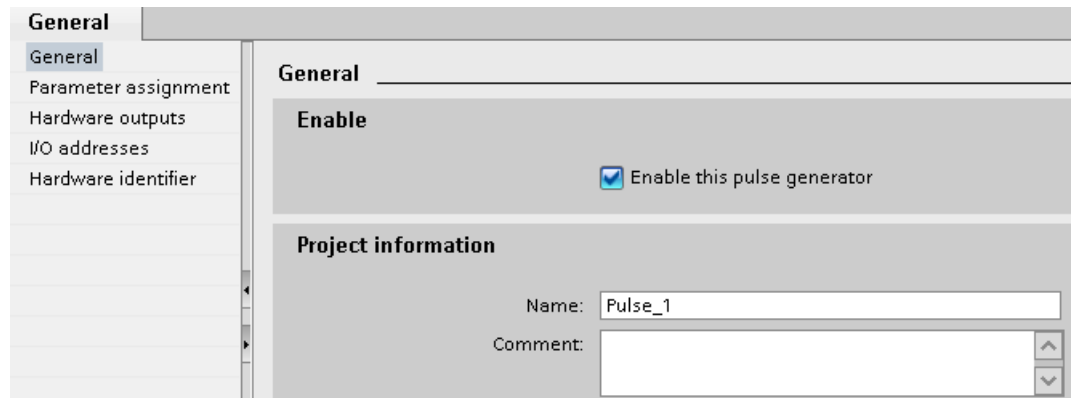 General
General
Parameter assignment
Hardware outputs
I/O addresses
Hardware identifier
General
Enable
Enable this pulse generator
Project information
Name: Pulse_1
Comment: